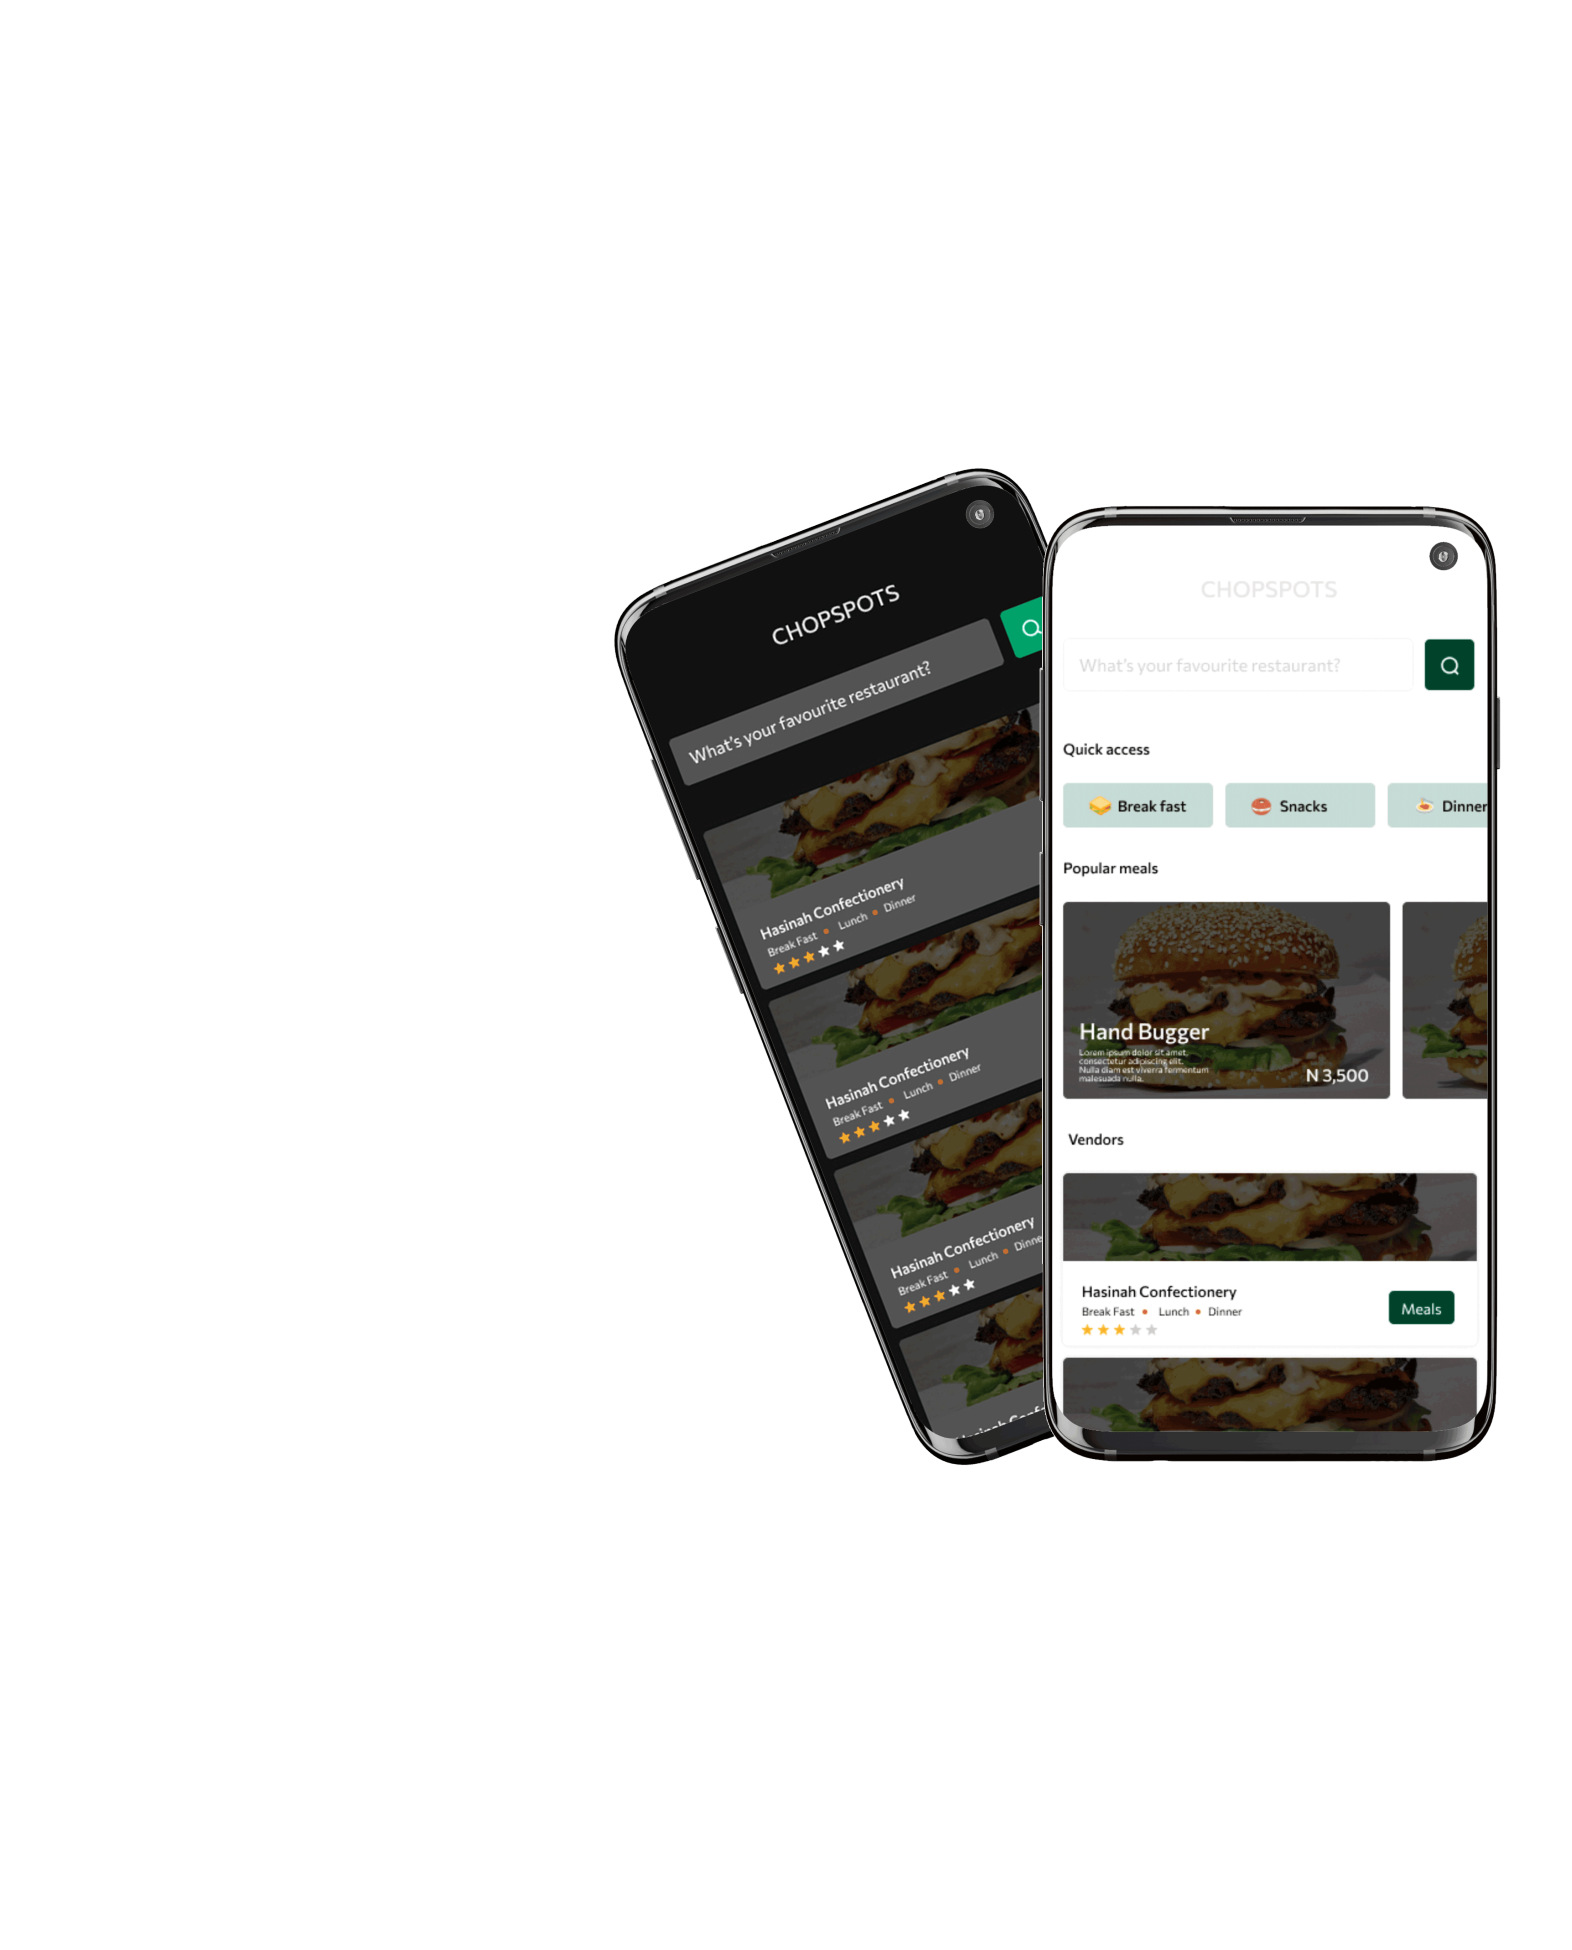 CHOPSPOTS
What's your favourite restaurant?
Hasinah Confectionery
Break Fast • Lunch • Dinner
Hasinah Confectionery
Break Fast • Lunch • Dinner
Hasinah Confectionery
Break Fast • Lunch • Dinne
Hasinah Confe
CHOPSPOTS
What's your favourite restaurant?
Quick access
Break fast
Snacks
Dinner
Popular meals
Hand Bugger
Lorem ipsum dolor sit amet,
consectetur adipiscing elit.
Nulla diam est viverra fermentum
malesuada nulla.
N 3,500
Vendors
Hasinah Confectionery
Break Fast • Lunch • Dinner
Meals